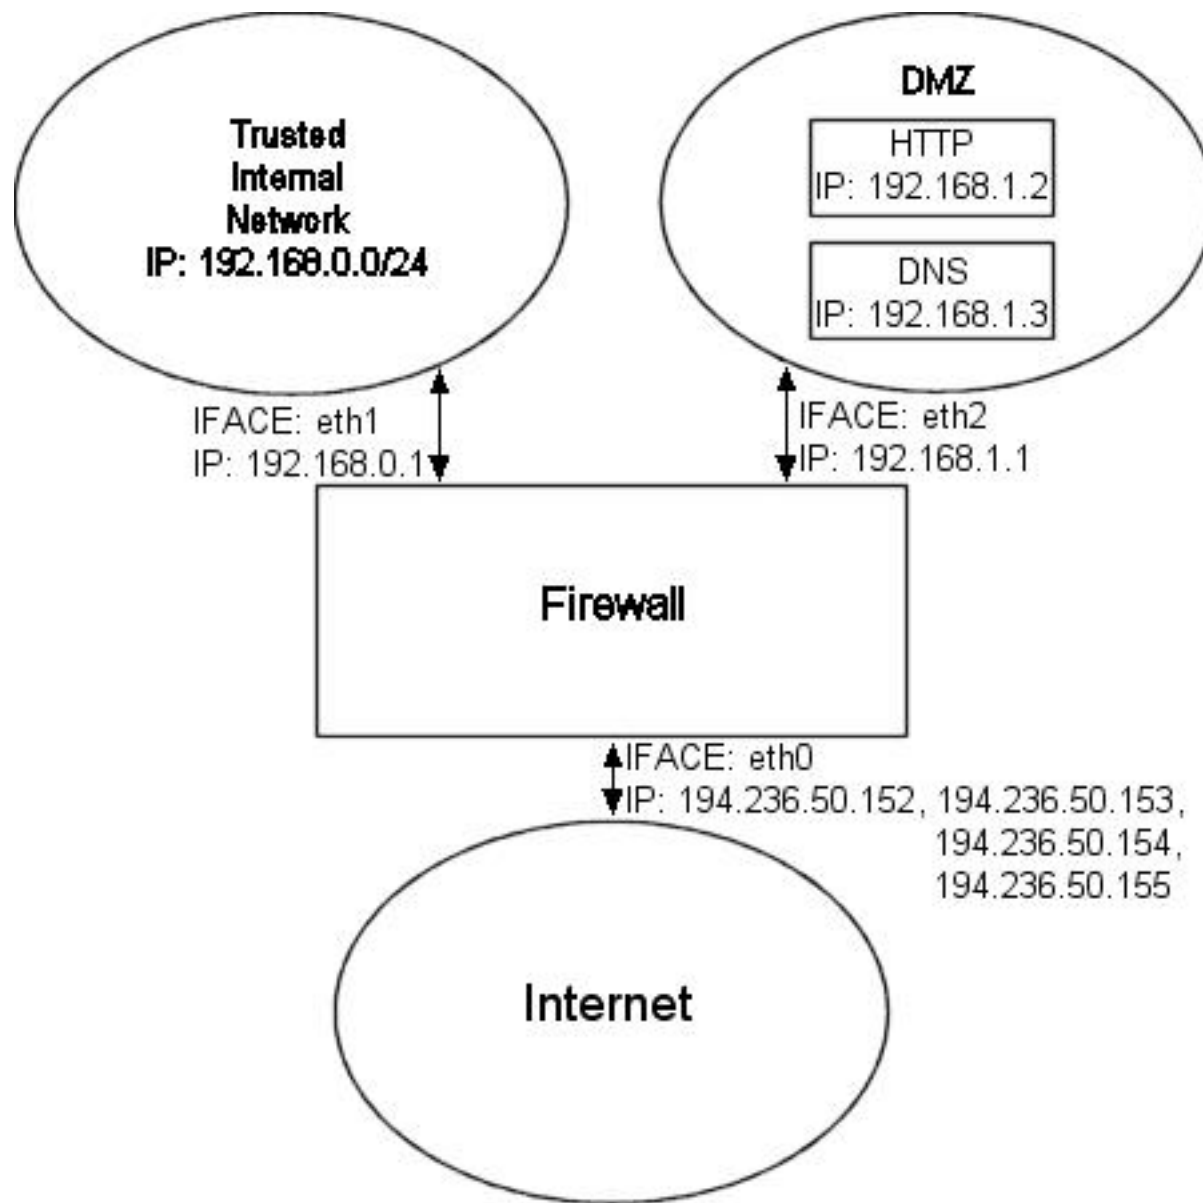 Trusted
Internal
Network
IP: 192.168.0.0/24
DMZ
HTTP
IP: 192.168.1.2
DNS
IP: 192.168.1.3
IFACE: eth1
IP: 192.168.0.1
IFACE: eth2
IP: 192.168.1.1
Firewall
IFACE: eth0
IP: 194.236.50.152, 194.236.50.153,
194.236.50.154,
194.236.50.155
Internet